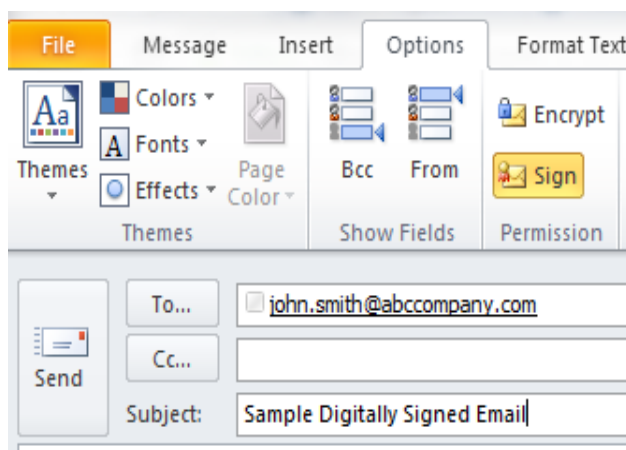 File Message Insert Options Format Text
Aa Colors Encrypt
A Fonts
Themes Effects Page Color Bcc From Sign
Themes Show Fields Permission
To... john.smith@abccompany.com
Send Cc...
Subject: Sample Digitally Signed Email